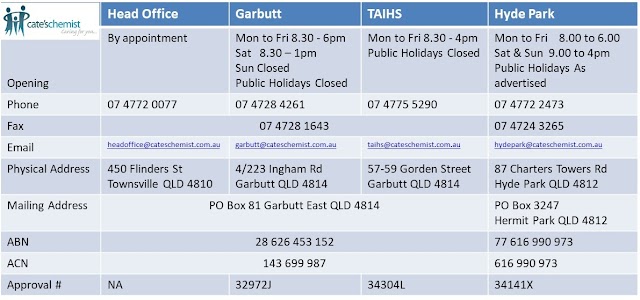 cate'schemist
Caring for you...
Head Office Garbutt TAIHS Hyde Park
Opening
By appointment
Mon to Fri 8.30 - 6pm
Sat 8.30 – 1pm
Sun Closed
Public Holidays Closed
Mon to Fri 8.30 - 4pm
Public Holidays Closed
Mon to Fri 8.00 to 6.00
Sat & Sun 9.00 to 4pm
Public Holidays As
advertised
Phone 07 4772 0077 07 4728 4261 07 4775 5290 07 4772 2473
Fax 07 4728 1643 07 4724 3265
Email headoffice@cateschemist.com.au garbutt@cateschemist.com.au taihs@cateschemist.com.au hydepark@cateschemist.com.au
Physical Address
450 Flinders St
Townsville QLD 4810
4/223 Ingham Rd
Garbutt QLD 4814
57-59 Gorden Street
Garbutt QLD 4814
87 Charters Towers Rd
Hyde Park QLD 4812
Mailing Address
PO Box 81 Garbutt East QLD 4814
PO Box 3247
Hermit Park QLD 4812
ABN 28 626 453 152 77 616 990 973
ACN 143 699 987 616 990 973
Approval # NA 32972J 34304L 34141X